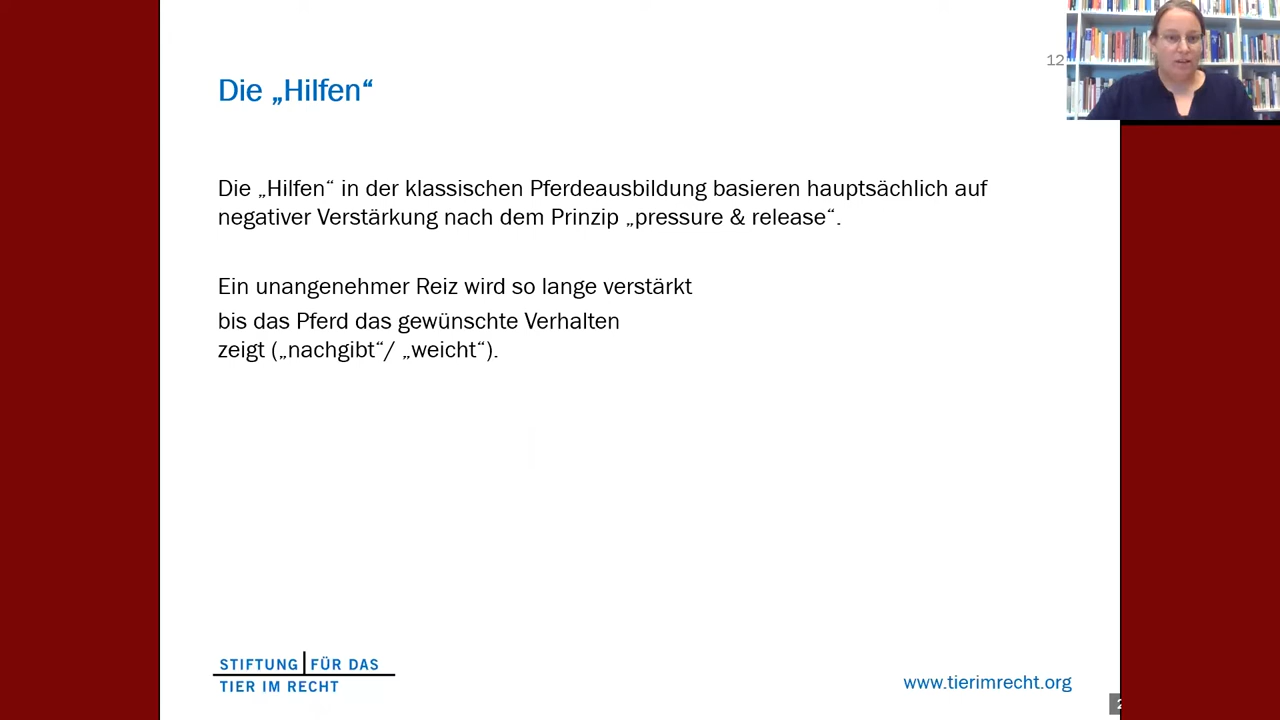 12
Die „Hilfen“
Die „Hilfen“ in der klassischen Pferdeausbildung basieren hauptsächlich auf
negativer Verstärkung nach dem Prinzip „pressure & release“.
Ein unangenehmer Reiz wird so lange verstärkt
bis das Pferd das gewünschte Verhalten
zeigt („nachgibt“/ „weicht“).
STIFTUNG FÜR DAS
TIER IM RECHT
www.tierimrecht.org